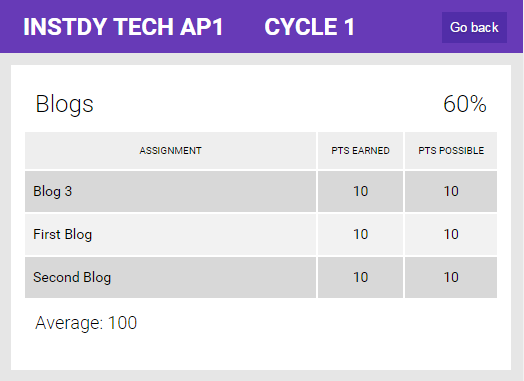 INSTDY TECH AP1 CYCLE 1 Go back
Blogs 60%
ASSIGNMENT PTS EARNED PTS POSSIBLE
Blog 3 10 10
First Blog 10 10
Second Blog 10 10
Average: 100